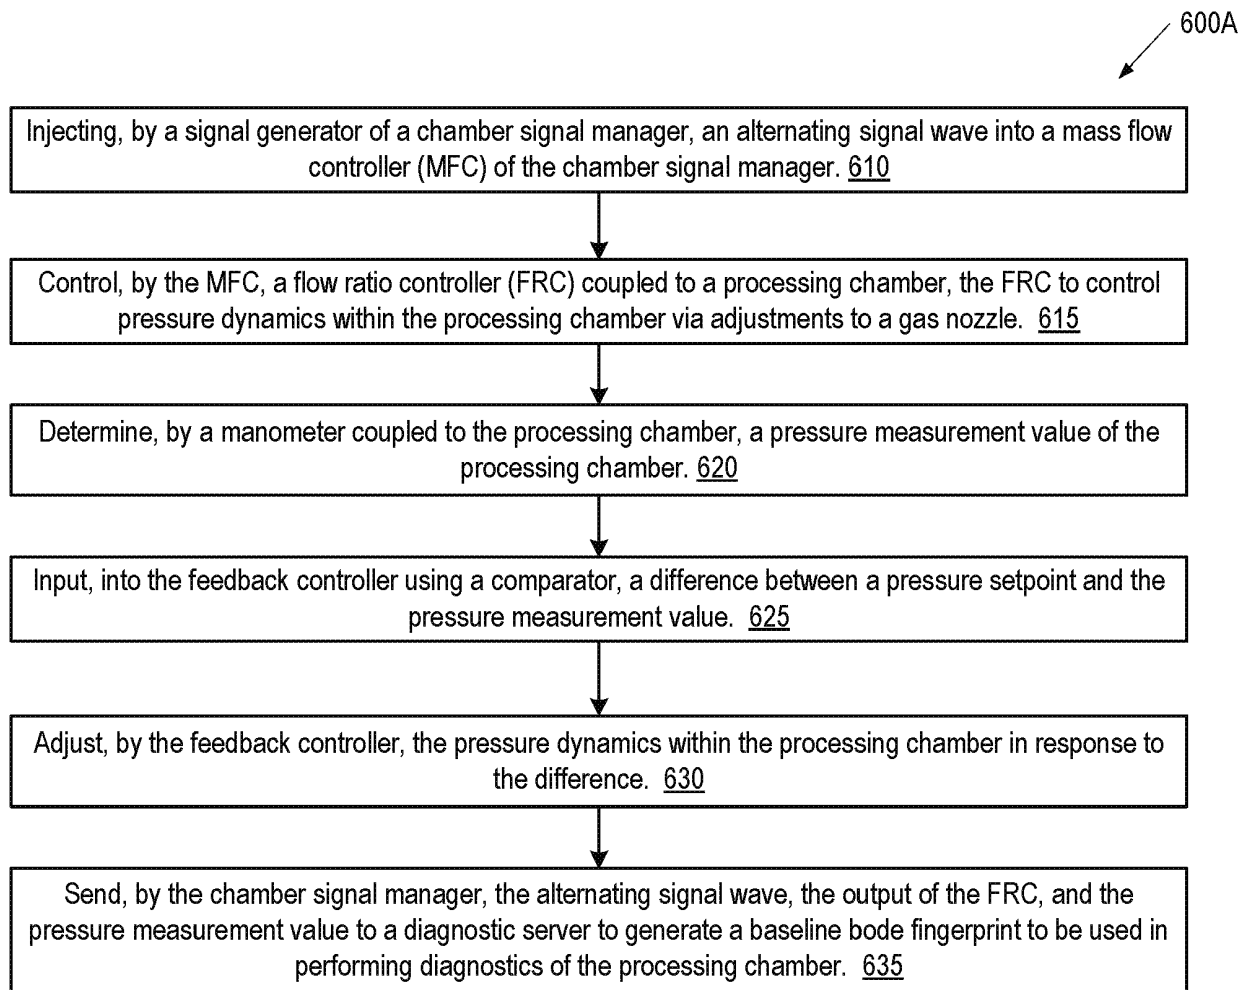 600A
Injecting, by a signal generator of a chamber signal manager, an alternating signal wave into a mass flow
controller (MFC) of the chamber signal manager. 610
Control, by the MFC, a flow ratio controller (FRC) coupled to a processing chamber, the FRC to control
pressure dynamics within the processing chamber via adjustments to a gas nozzle. 615
Determine, by a manometer coupled to the processing chamber, a pressure measurement value of the
processing chamber. 620
Input, into the feedback controller using a comparator, a difference between a pressure setpoint and the
pressure measurement value. 625
Adjust, by the feedback controller, the pressure dynamics within the processing chamber in response to
the difference. 630
Send, by the chamber signal manager, the alternating signal wave, the output of the FRC, and the
pressure measurement value to a diagnostic server to generate a baseline bode fingerprint to be used in
performing diagnostics of the processing chamber. 635